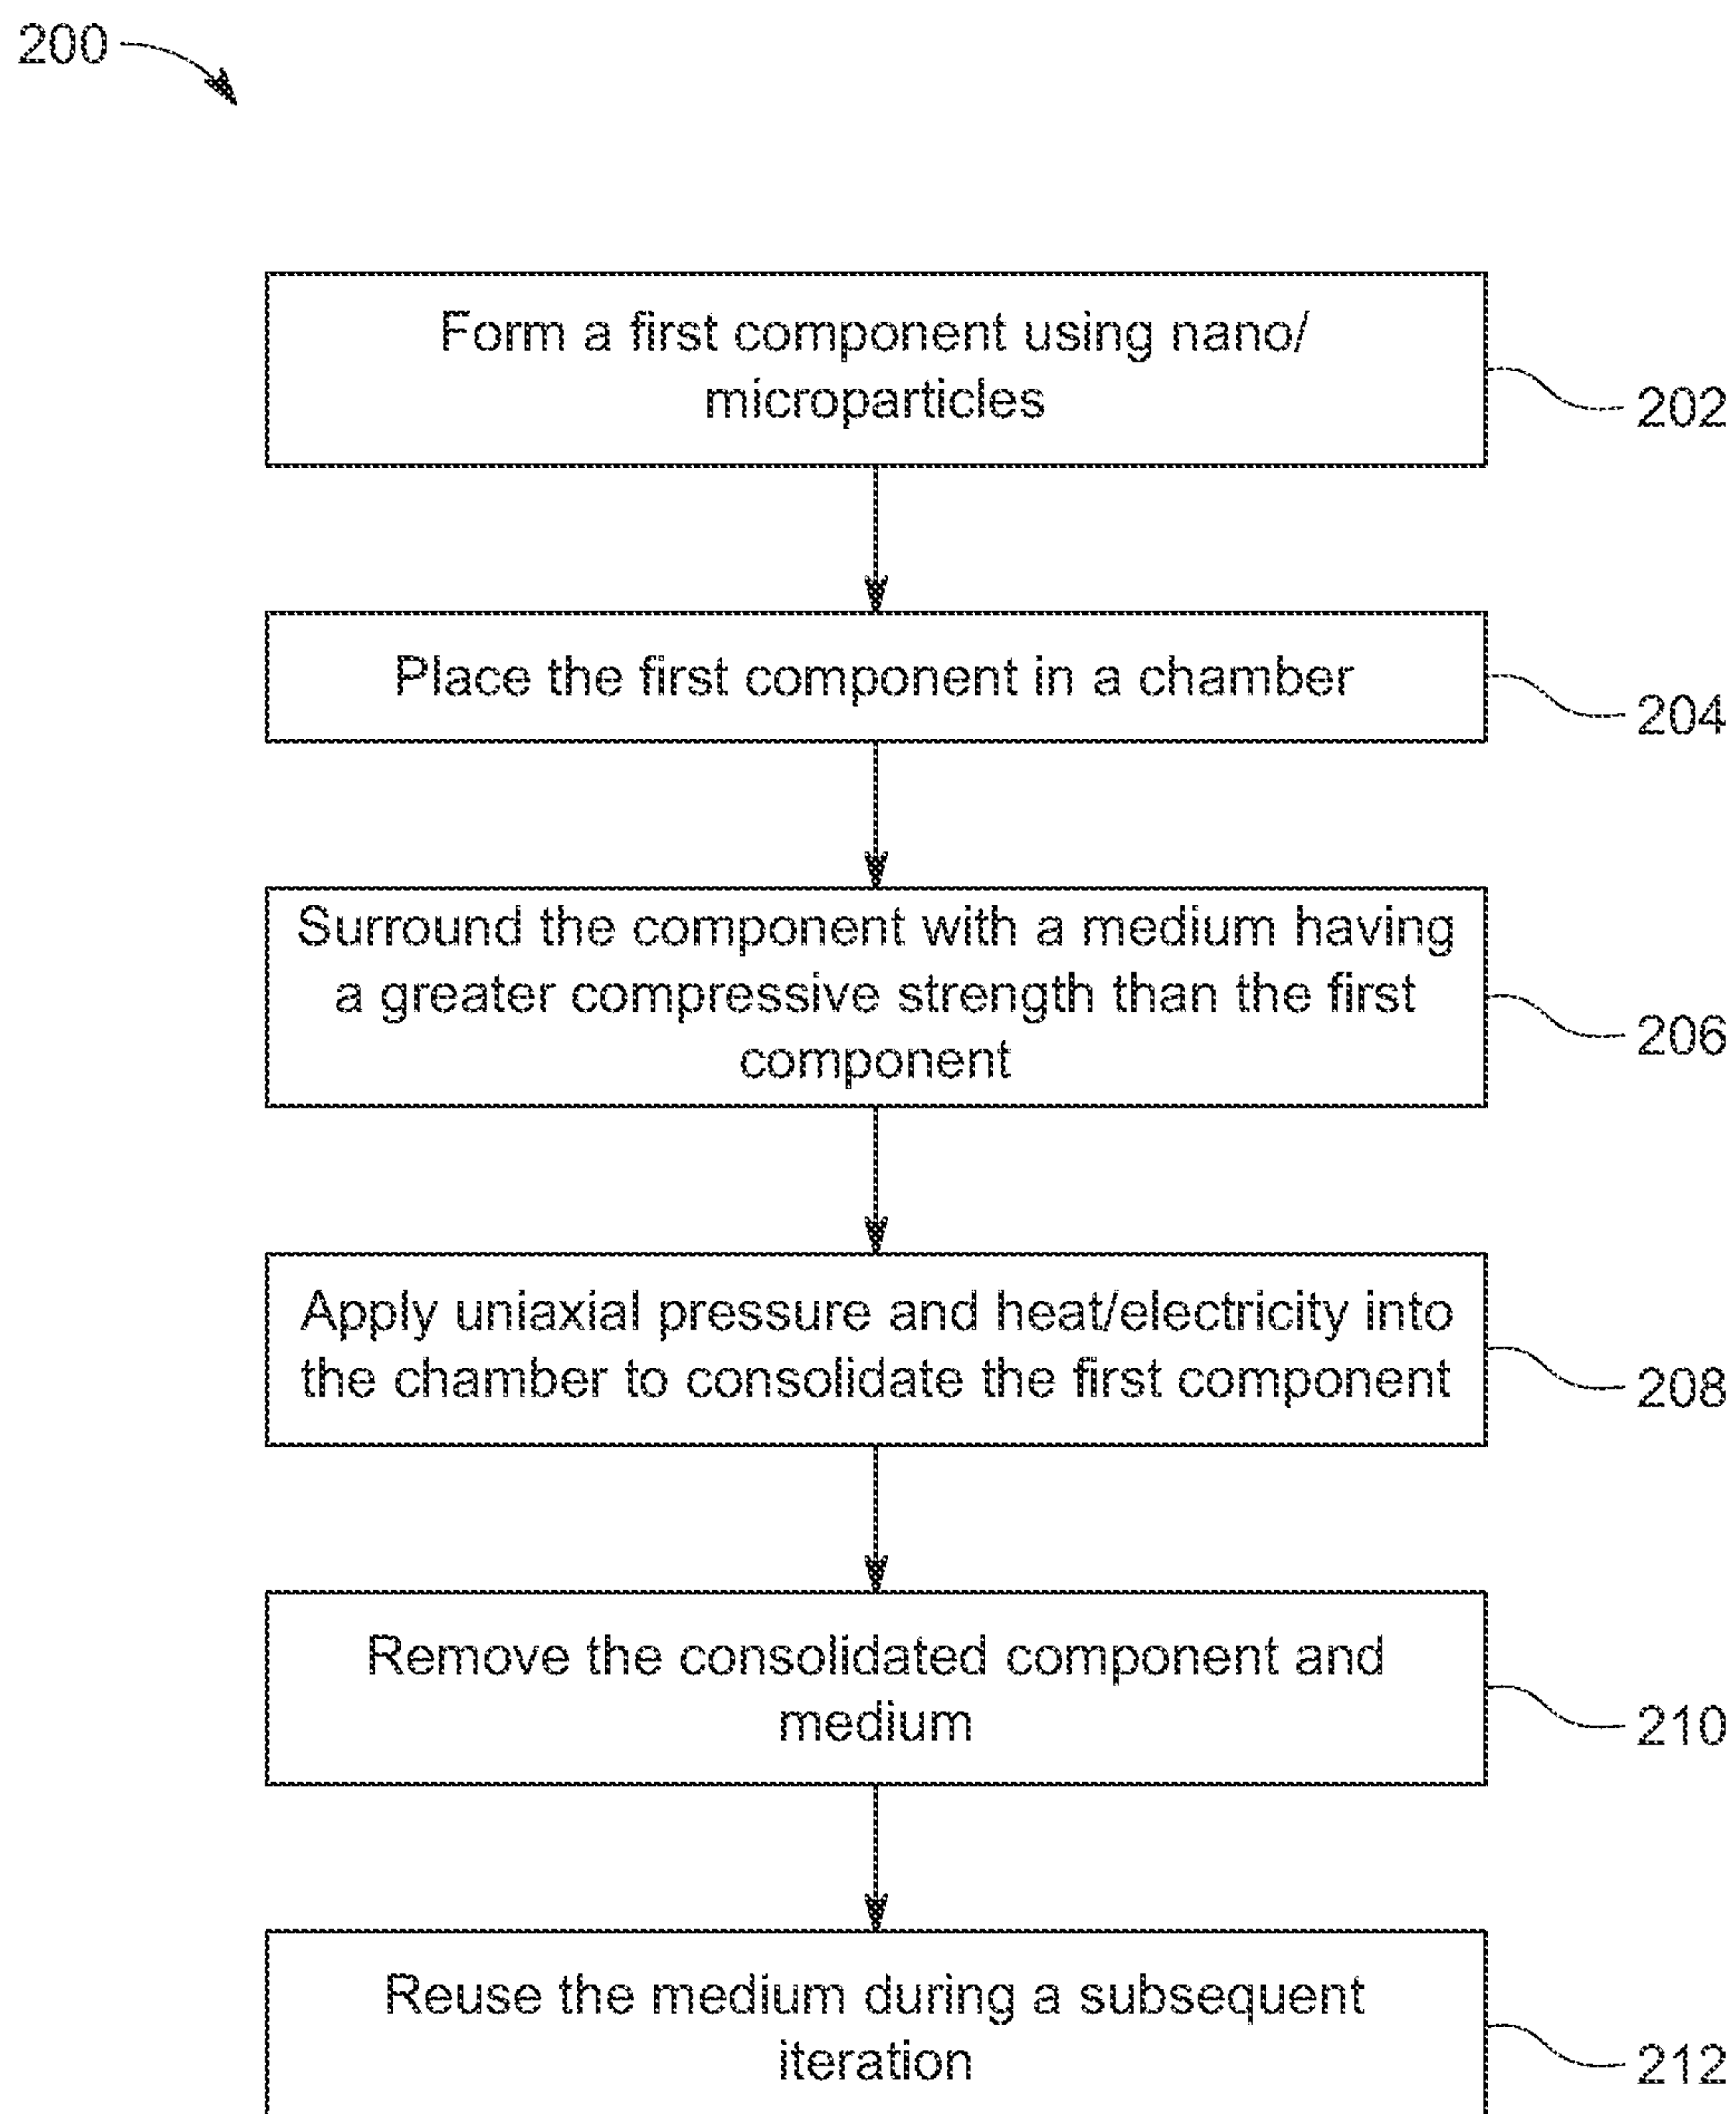 200
Form a first component using nano/
microparticles
202
Place the first component in a chamber
204
Surround the component with a medium having
a greater compressive strength than the first
component
206
Apply uniaxial pressure and heat/electricity into
the chamber to consolidate the first component
208
Remove the consolidated component and
medium
210
Reuse the medium during a subsequent
iteration
212